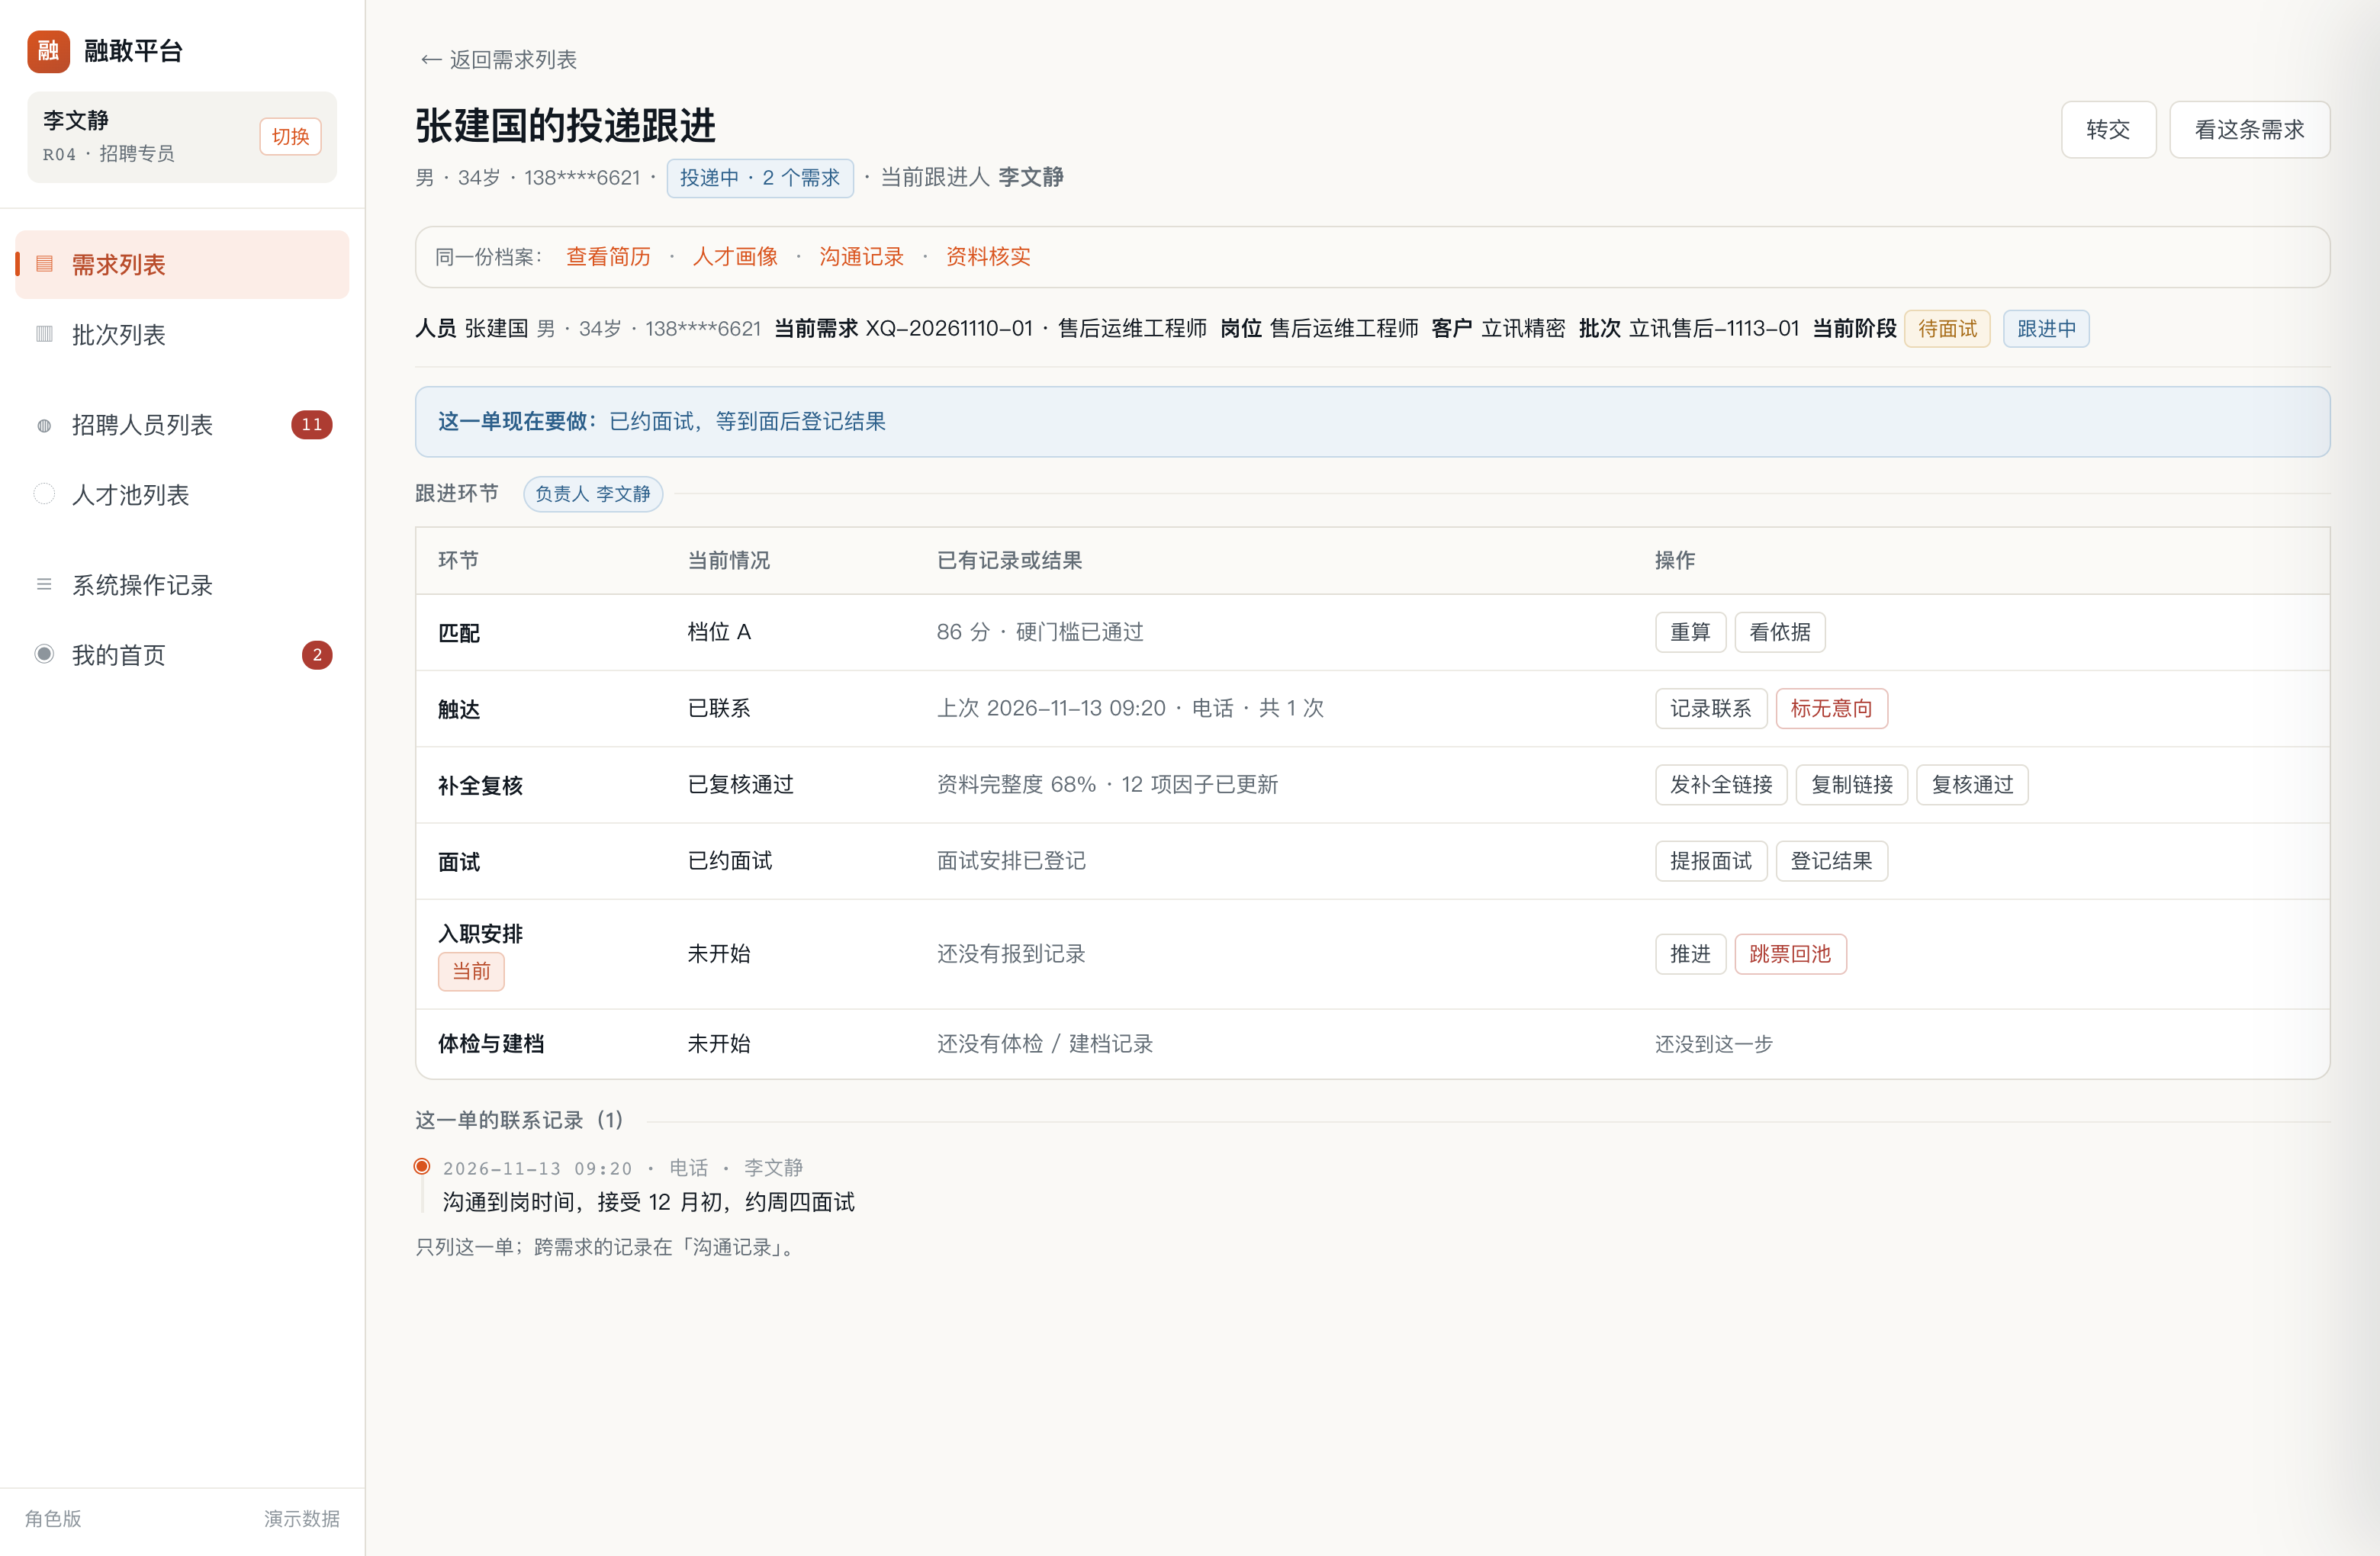 融 融敢平台
李文静
R04 · 招聘专员
切换
需求列表
批次列表
招聘人员列表 11
人才池列表
系统操作记录
我的首页 2
角色版 演示数据
← 返回需求列表
张建国的投递跟进
转交 看这条需求
男 · 34岁 · 138****6621 · 投递中 · 2 个需求 · 当前跟进人 李文静
同一份档案： 查看简历 · 人才画像 · 沟通记录 · 资料核实
人员 张建国 男 · 34岁 · 138****6621 当前需求 XQ-20261110-01 · 售后运维工程师 岗位 售后运维工程师 客户 立讯精密 批次 立讯售后-1113-01 当前阶段 待面试 跟进中
这一单现在要做：已约面试，等到面后登记结果
跟进环节 负责人 李文静
环节 当前情况 已有记录或结果 操作
匹配 档位 A 86 分 · 硬门槛已通过 重算 看依据
触达 已联系 上次 2026-11-13 09:20 · 电话 · 共 1 次 记录联系 标无意向
补全复核 已复核通过 资料完整度 68% · 12 项因子已更新 发补全链接 复制链接 复核通过
面试 已约面试 面试安排已登记 提报面试 登记结果
入职安排 当前 未开始 还没有报到记录 推进 跳票回池
体检与建档 未开始 还没有体检 / 建档记录 还没到这一步
这一单的联系记录（1）
2026-11-13 09:20 · 电话 · 李文静
沟通到岗时间，接受 12 月初，约周四面试
只列这一单；跨需求的记录在「沟通记录」。